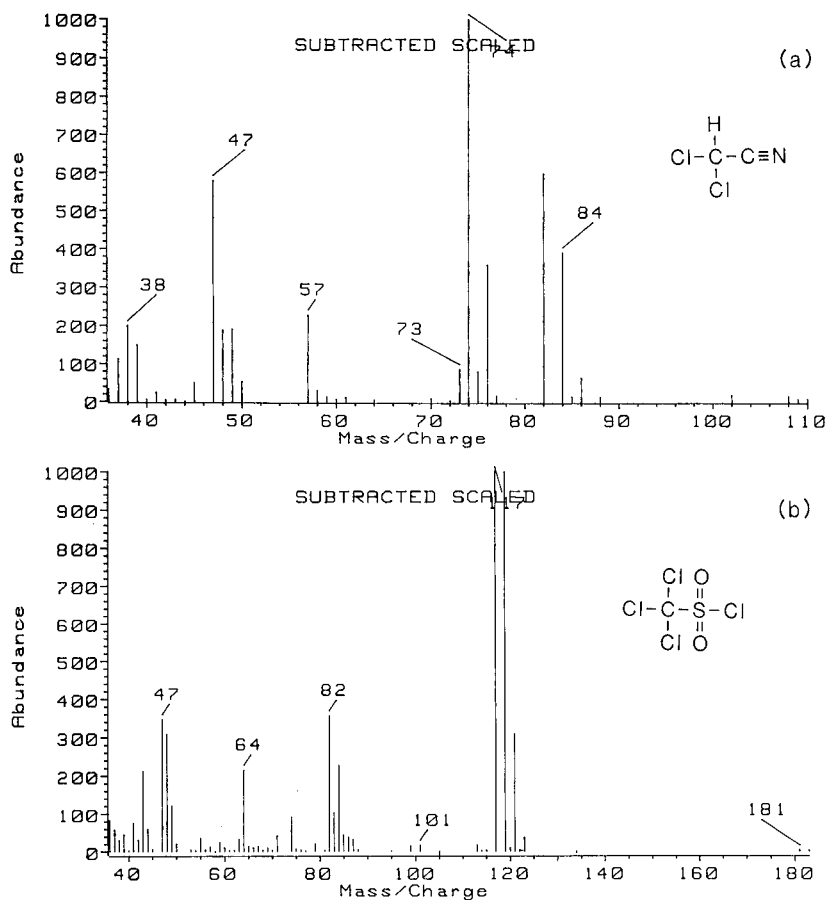 SUBTRACTED SCALED
(a)
1000
900
800
700
600
500
400
300
200
100
0
Abundance
74
47
84
38
57
73
H
Cl-C-C≡N
Cl
40 50 60 70 80 90 100 110
Mass/Charge
SUBTRACTED SCALED
(b)
1000
900
800
700
600
500
400
300
200
100
0
Abundance
117
47
82
64
101
181
Cl O
Cl-C-S-Cl
Cl O
40 60 80 100 120 140 160 180
Mass/Charge